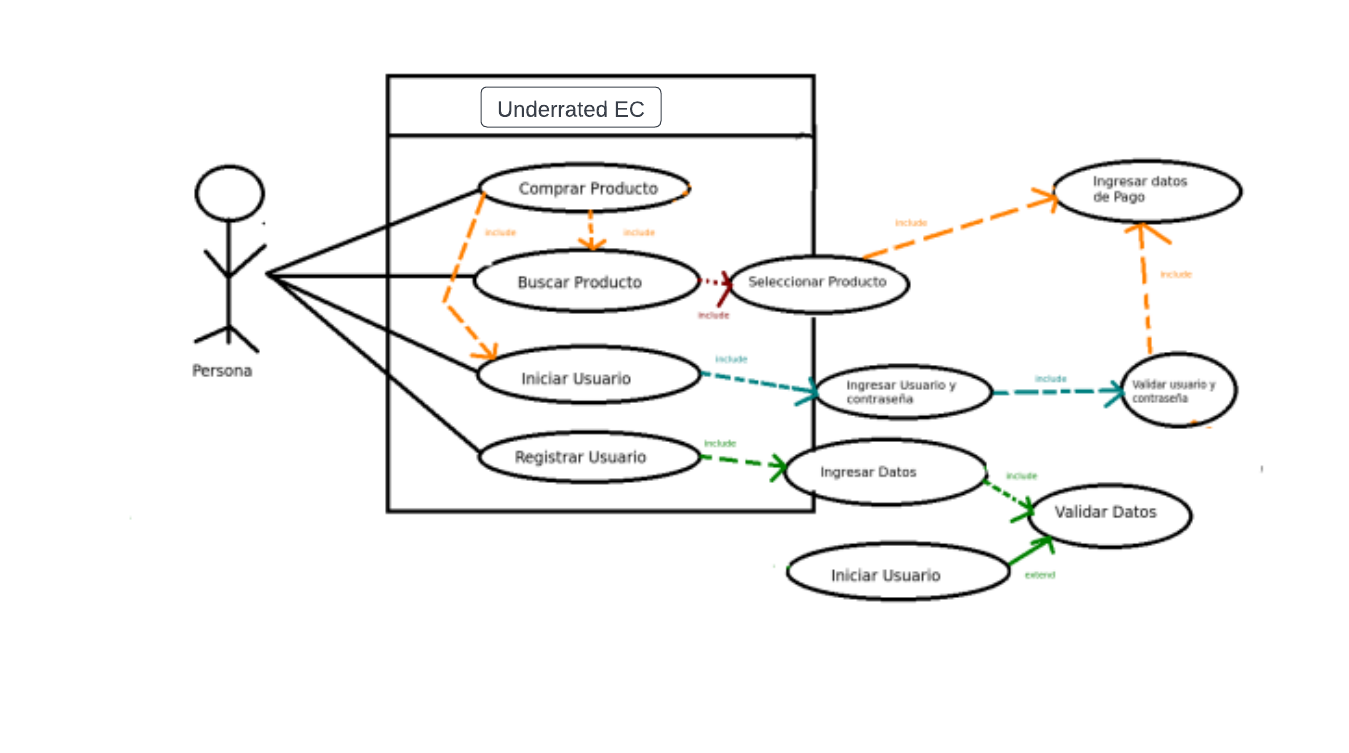 Underrated EC
Comprar Producto
include
include
Buscar Producto
include
Seleccionar Producto
include
Ingresar datos
de Pago
include
Persona
Iniciar Usuario
include
Ingresar Usuario y
contraseña
include
Validar usuario y
contraseña
Registrar Usuario
include
Ingresar Datos
include
Validar Datos
Iniciar Usuario
extend